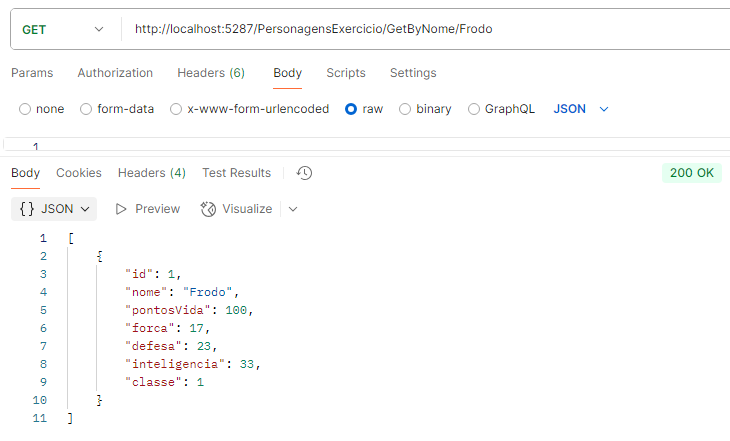 GET http://localhost:5287/PersonagensExercicio/GetByNome/Frodo
Params Authorization Headers (6) Body Scripts Settings
none form-data x-www-form-urlencoded raw binary GraphQL JSON
1
Body Cookies Headers (4) Test Results 200 OK
{} JSON Preview Visualize
1 [
2 {
3 "id": 1,
4 "nome": "Frodo",
5 "pontosVida": 100,
6 "forca": 17,
7 "defesa": 23,
8 "inteligencia": 33,
9 "classe": 1
10 }
11 ]